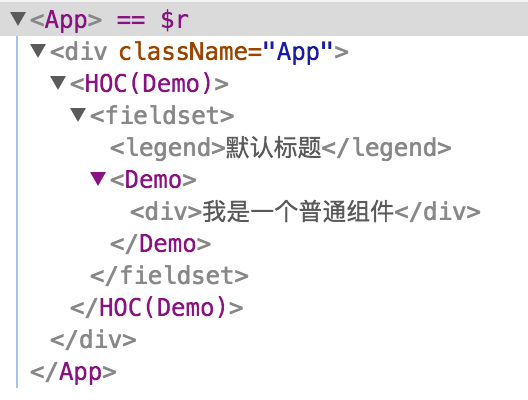 ▼<App> == $r
▼<div className="App">
▼<HOC(Demo)>
▼<fieldset>
<legend>默认标题</legend>
▼<Demo>
<div>我是一个普通组件</div>
</Demo>
</fieldset>
</HOC(Demo)>
</div>
</App>